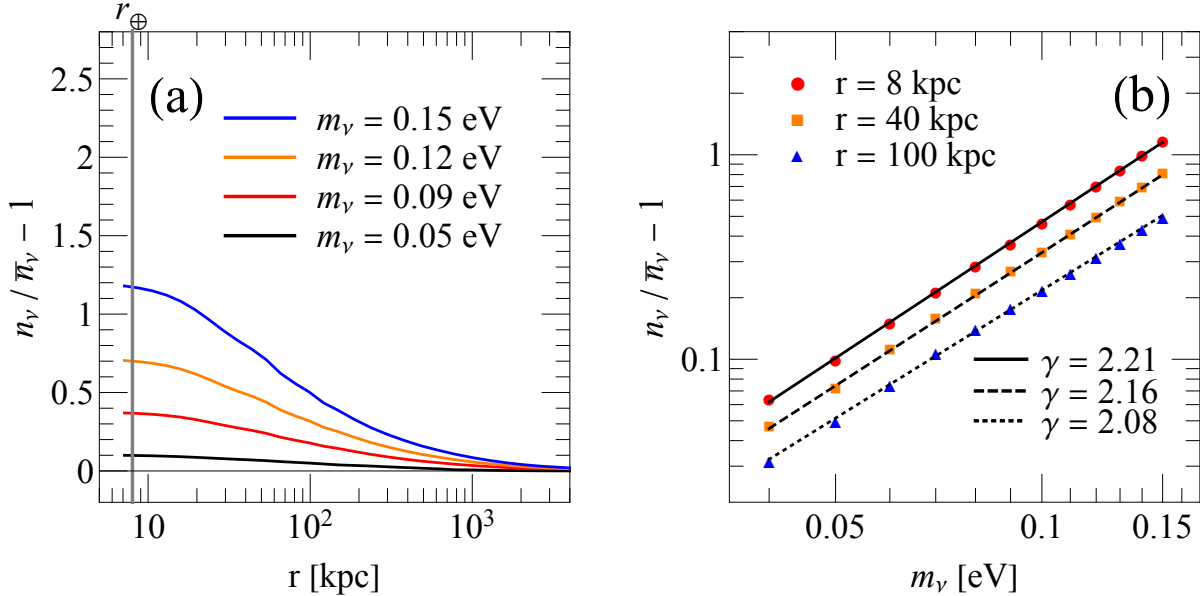 r⊕
(a)
m_ν = 0.15 eV
m_ν = 0.12 eV
m_ν = 0.09 eV
m_ν = 0.05 eV
2.5
2
1.5
1
0.5
0
n_ν / n̅_ν − 1
10
10²
10³
r [kpc]
(b)
r = 8 kpc
r = 40 kpc
r = 100 kpc
γ = 2.21
γ = 2.16
γ = 2.08
1
0.1
n_ν / n̅_ν − 1
0.05
0.1
0.15
m_ν [eV]